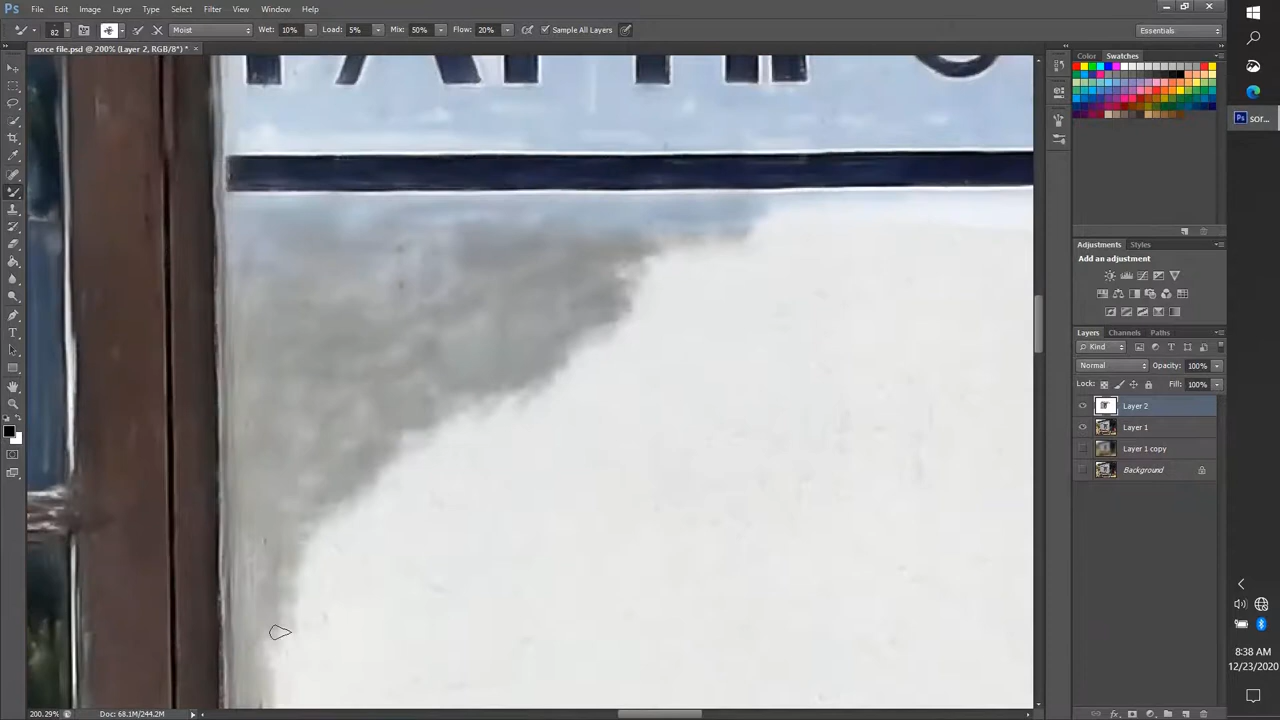 Ps File Edit Image Layer Type Select Filter 3D View Window Help
82 Moist Wet: 10% Load: 5% Mix: 50% Flow: 20% Sample All Layers Essentials
sorce file.psd @ 200% (Layer 2, RGB/8*) * ×
Color Swatches
Ps sor...
Adjustments Styles
Add an adjustment
Layers Channels Paths
Kind
Normal Opacity: 100%
Lock: Fill: 100%
Layer 2
Layer 1
Layer 1 copy
Background
8:38 AM
12/23/2020
200.29% Doc: 68.1M/244.2M